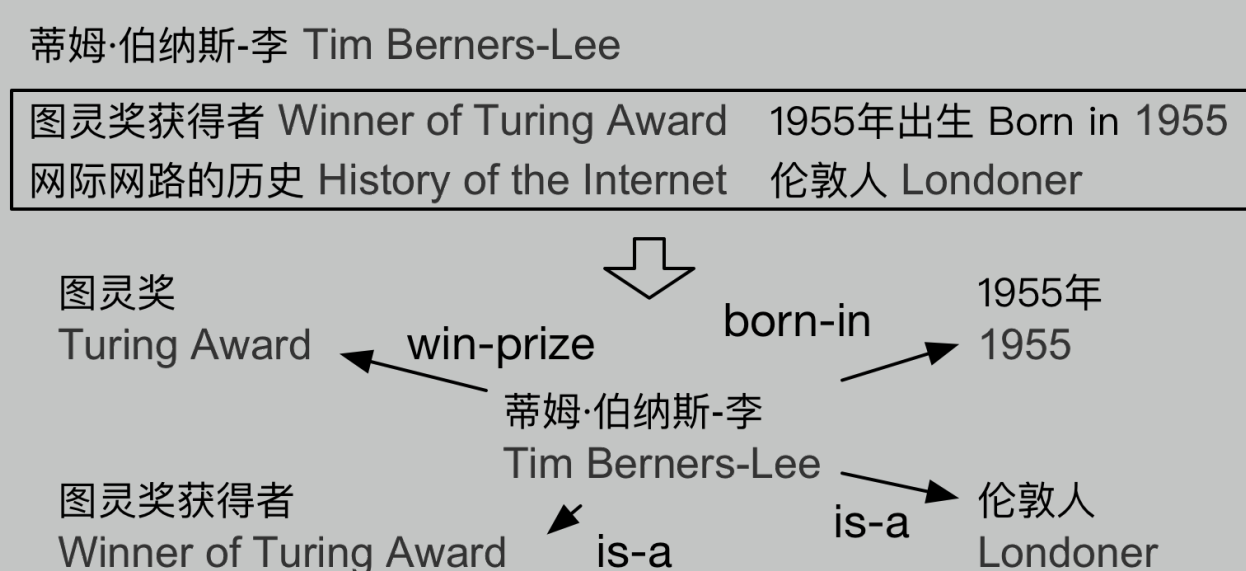 蒂姆·伯纳斯-李 Tim Berners-Lee
图灵奖获得者 Winner of Turing Award 1955年出生 Born in 1955
网际网路的历史 History of the Internet 伦敦人 Londoner
图灵奖
Turing Award
win-prize
born-in
1955年
1955
蒂姆·伯纳斯-李
Tim Berners-Lee
图灵奖获得者
Winner of Turing Award
is-a
is-a
伦敦人
Londoner